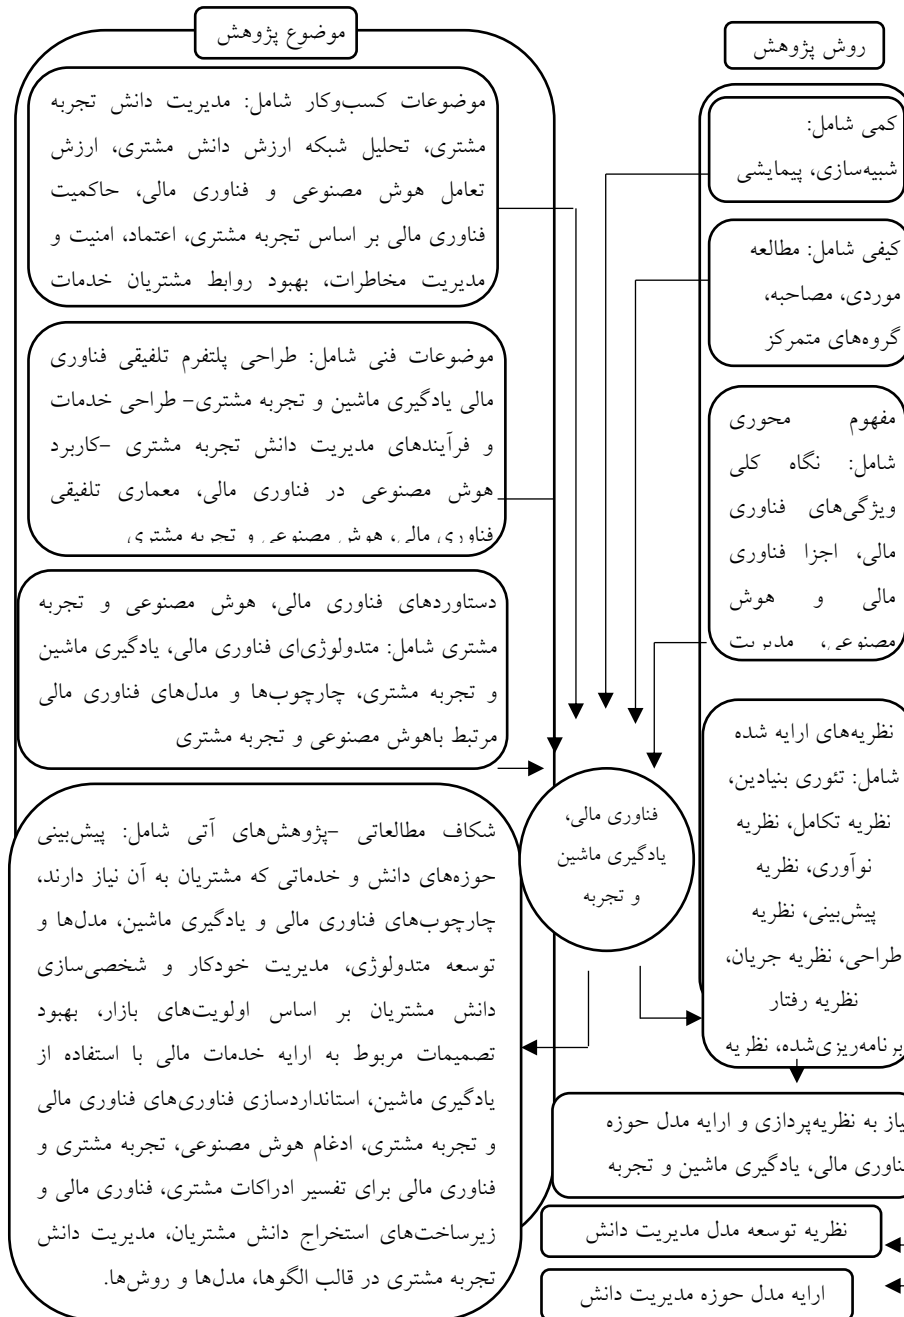 موضوع پژوهش
روش پژوهش
موضوعات کسب‌وکار شامل: مدیریت دانش تجربه
مشتری، تحلیل شبکه ارزش دانش مشتری، ارزش
تعامل هوش مصنوعی و فناوری مالی، حاکمیت
فناوری مالی بر اساس تجربه مشتری، اعتماد، امنیت و
مدیریت مخاطرات، بهبود روابط مشتریان خدمات
موضوعات فنی شامل: طراحی پلتفرم تلفیقی فناوری
مالی یادگیری ماشین و تجربه مشتری– طراحی خدمات
و فرآیندهای مدیریت دانش تجربه مشتری –کاربرد
هوش مصنوعی در فناوری مالی، معماری تلفیقی
فناوری مالی، هوش مصنوعی و تجربه مشتری
دستاوردهای فناوری مالی، هوش مصنوعی و تجربه
مشتری شامل: متدولوژی‌ای فناوری مالی، یادگیری ماشین
و تجربه مشتری، چارچوب‌ها و مدل‌های فناوری مالی
مرتبط باهوش مصنوعی و تجربه مشتری
شکاف مطالعاتی –پژوهش‌های آتی شامل: پیش‌بینی
حوزه‌های دانش و خدماتی که مشتریان به آن نیاز دارند،
چارچوب‌های فناوری مالی و یادگیری ماشین، مدل‌ها و
توسعه متدولوژی، مدیریت خودکار و شخصی‌سازی
دانش مشتریان بر اساس اولویت‌های بازار، بهبود
تصمیمات مربوط به ارایه خدمات مالی با استفاده از
یادگیری ماشین، استانداردسازی فناوری‌های فناوری مالی
و تجربه مشتری، ادغام هوش مصنوعی، تجربه مشتری و
فناوری مالی برای تفسیر ادراکات مشتری، فناوری مالی و
زیرساخت‌های استخراج دانش مشتریان، مدیریت دانش
تجربه مشتری در قالب الگوها، مدل‌ها و روش‌ها.
کمی شامل:
شبیه‌سازی، پیمایشی
کیفی شامل: مطالعه
موردی، مصاحبه،
گروه‌های متمرکز
مفهوم محوری
شامل: نگاه کلی
ویژگی‌های فناوری
مالی، اجزا فناوری
مالی و هوش
مصنوعی، مدیریت
نظریه‌های ارایه شده
شامل: تئوری بنیادین،
نظریه تکامل، نظریه
نوآوری، نظریه
پیش‌بینی، نظریه
طراحی، نظریه جریان،
نظریه رفتار
برنامه‌ریزی‌شده، نظریه
فناوری مالی،
یادگیری ماشین
و تجربه
نیاز به نظریه‌پردازی و ارایه مدل حوزه
فناوری مالی، یادگیری ماشین و تجربه
نظریه توسعه مدل مدیریت دانش
ارایه مدل حوزه مدیریت دانش